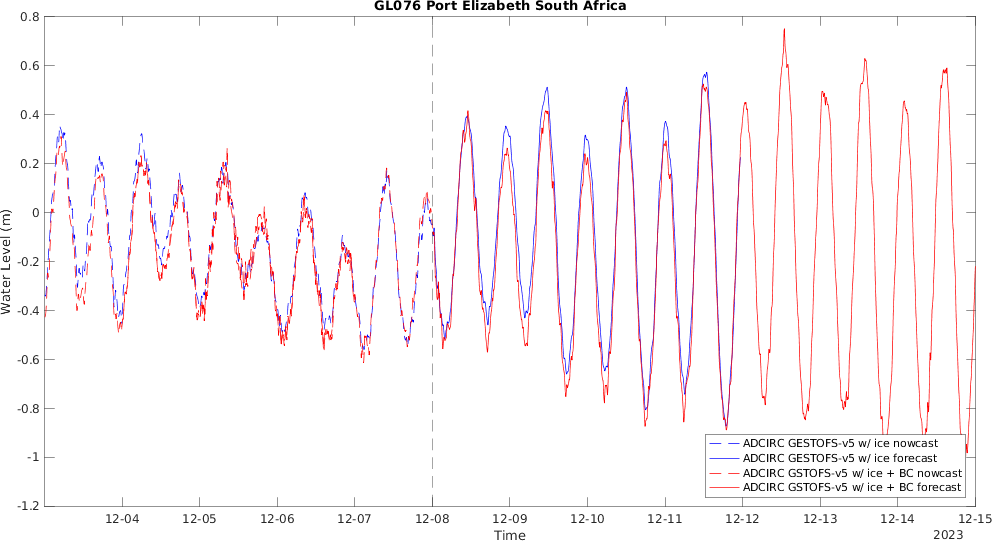 GL076 Port Elizabeth South Africa
0.8
0.6
0.4
0.2
0
-0.2
-0.4
-0.6
-0.8
-1
-1.2
Water Level (m)
ADCIRC GESTOFS-v5 w/ ice nowcast
ADCIRC GESTOFS-v5 w/ ice forecast
ADCIRC GSTOFS-v5 w/ ice + BC nowcast
ADCIRC GSTOFS-v5 w/ ice + BC forecast
12-04 12-05 12-06 12-07 12-08 12-09 12-10 12-11 12-12 12-13 12-14 12-15
Time
2023